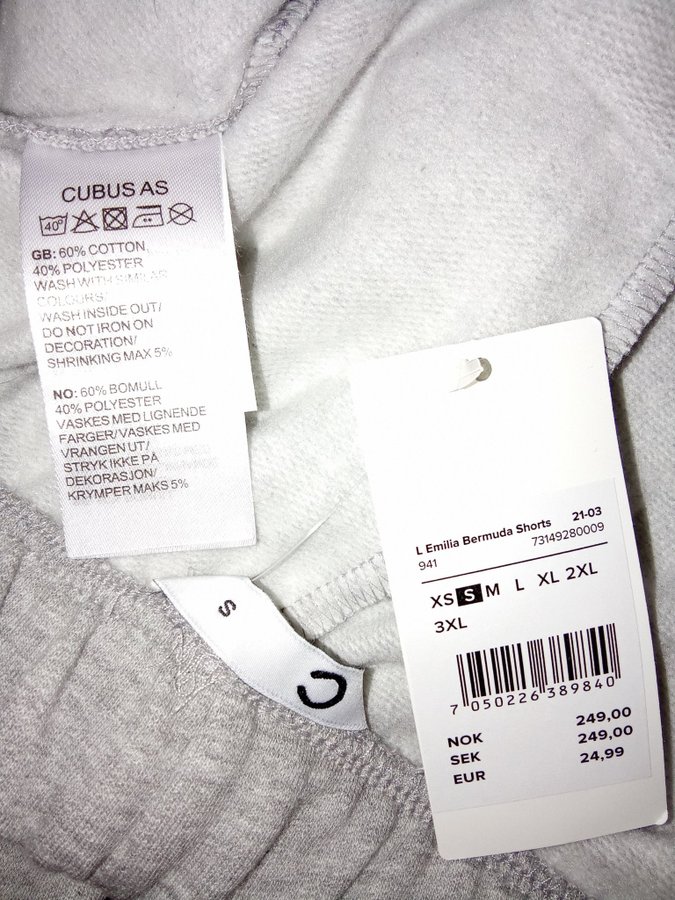 CUBUS AS
40°
GB: 60% COTTON,
40% POLYESTER
WASH WITH SIMILAR
COLOURS/
WASH INSIDE OUT/
DO NOT IRON ON
DECORATION/
SHRINKING MAX 5%
NO: 60% BOMULL
40% POLYESTER
VASKES MED LIGNENDE
FARGER/VASKES MED
VRANGEN UT/
STRYK IKKE PÅ
DEKORASJON/
KRYMPER MAKS 5%
S
L Emilia Bermuda Shorts 21-03
941 73149280009
XS S M L XL 2XL
3XL
7 050226 389840
NOK 249,00
SEK 249,00
EUR 24,99